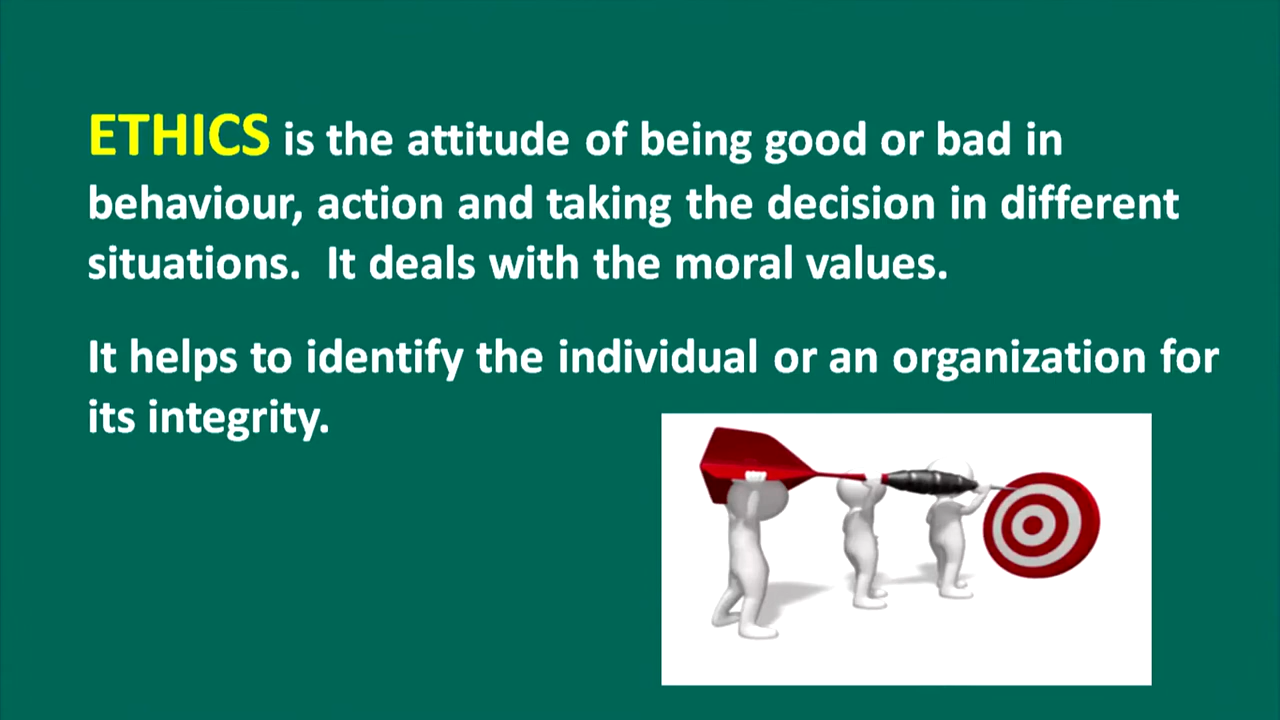 ETHICS is the attitude of being good or bad in
behaviour, action and taking the decision in different
situations. It deals with the moral values.
It helps to identify the individual or an organization for
its integrity.